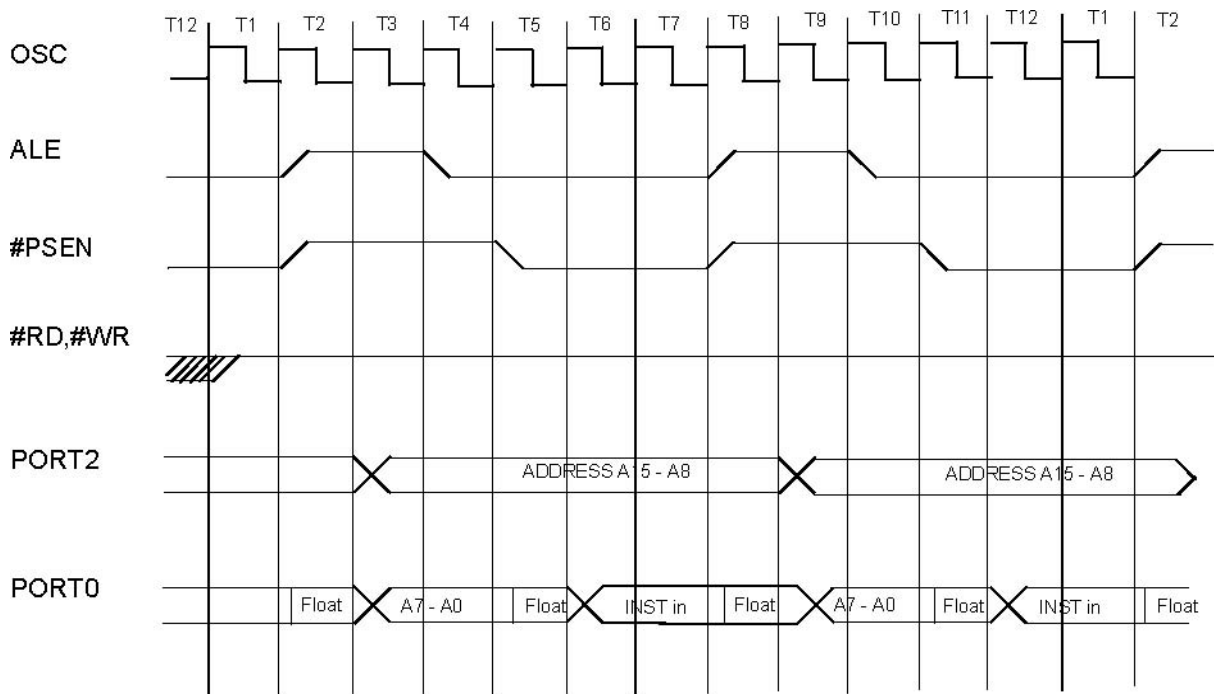 T12 T1 T2 T3 T4 T5 T6 T7 T8 T9 T10 T11 T12 T1 T2
OSC
ALE
#PSEN
#RD,#WR
PORT2 ADDRESS A15 - A8 ADDRESS A15 - A8
PORT0 Float A7 - A0 Float INST in Float A7 - A0 Float INST in Float